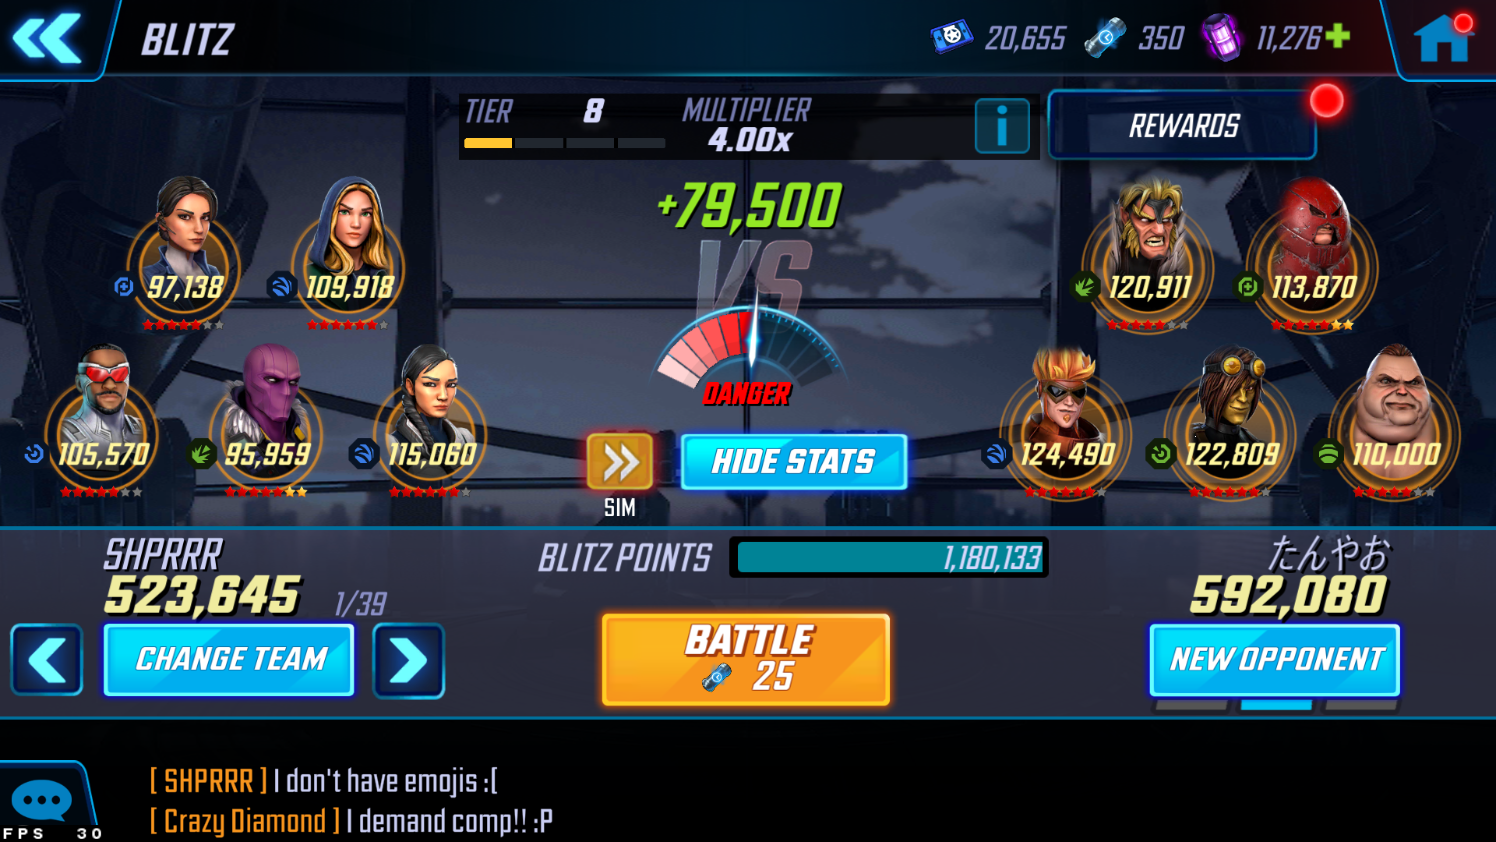 BLITZ
20,655
350
11,276
TIER 8
MULTIPLIER
4.00x
REWARDS
+79,500
VS
97,138
109,918
120,911
113,870
DANGER
105,570
95,959
115,060
124,490
122,809
110,000
HIDE STATS
SIM
SHPRRR
523,645
1/39
BLITZ POINTS
1,180,133
たんやお
592,080
CHANGE TEAM
BATTLE
25
NEW OPPONENT
[ SHPRRR ] I don't have emojis :[
[ Crazy Diamond ] I demand comp!! :P
FPS 30